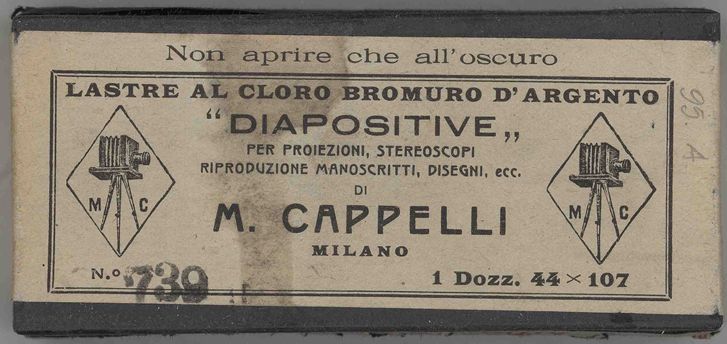 Non aprire che all'oscuro
LASTRE AL CLORO BROMURO D'ARGENTO
"DIAPOSITIVE„
PER PROIEZIONI, STEREOSCOPI
RIPRODUZIONE MANOSCRITTI, DISEGNI, ecc.
DI
M. CAPPELLI
MILANO
M C
M C
N.o 739
1 Dozz. 44 × 107
95. A